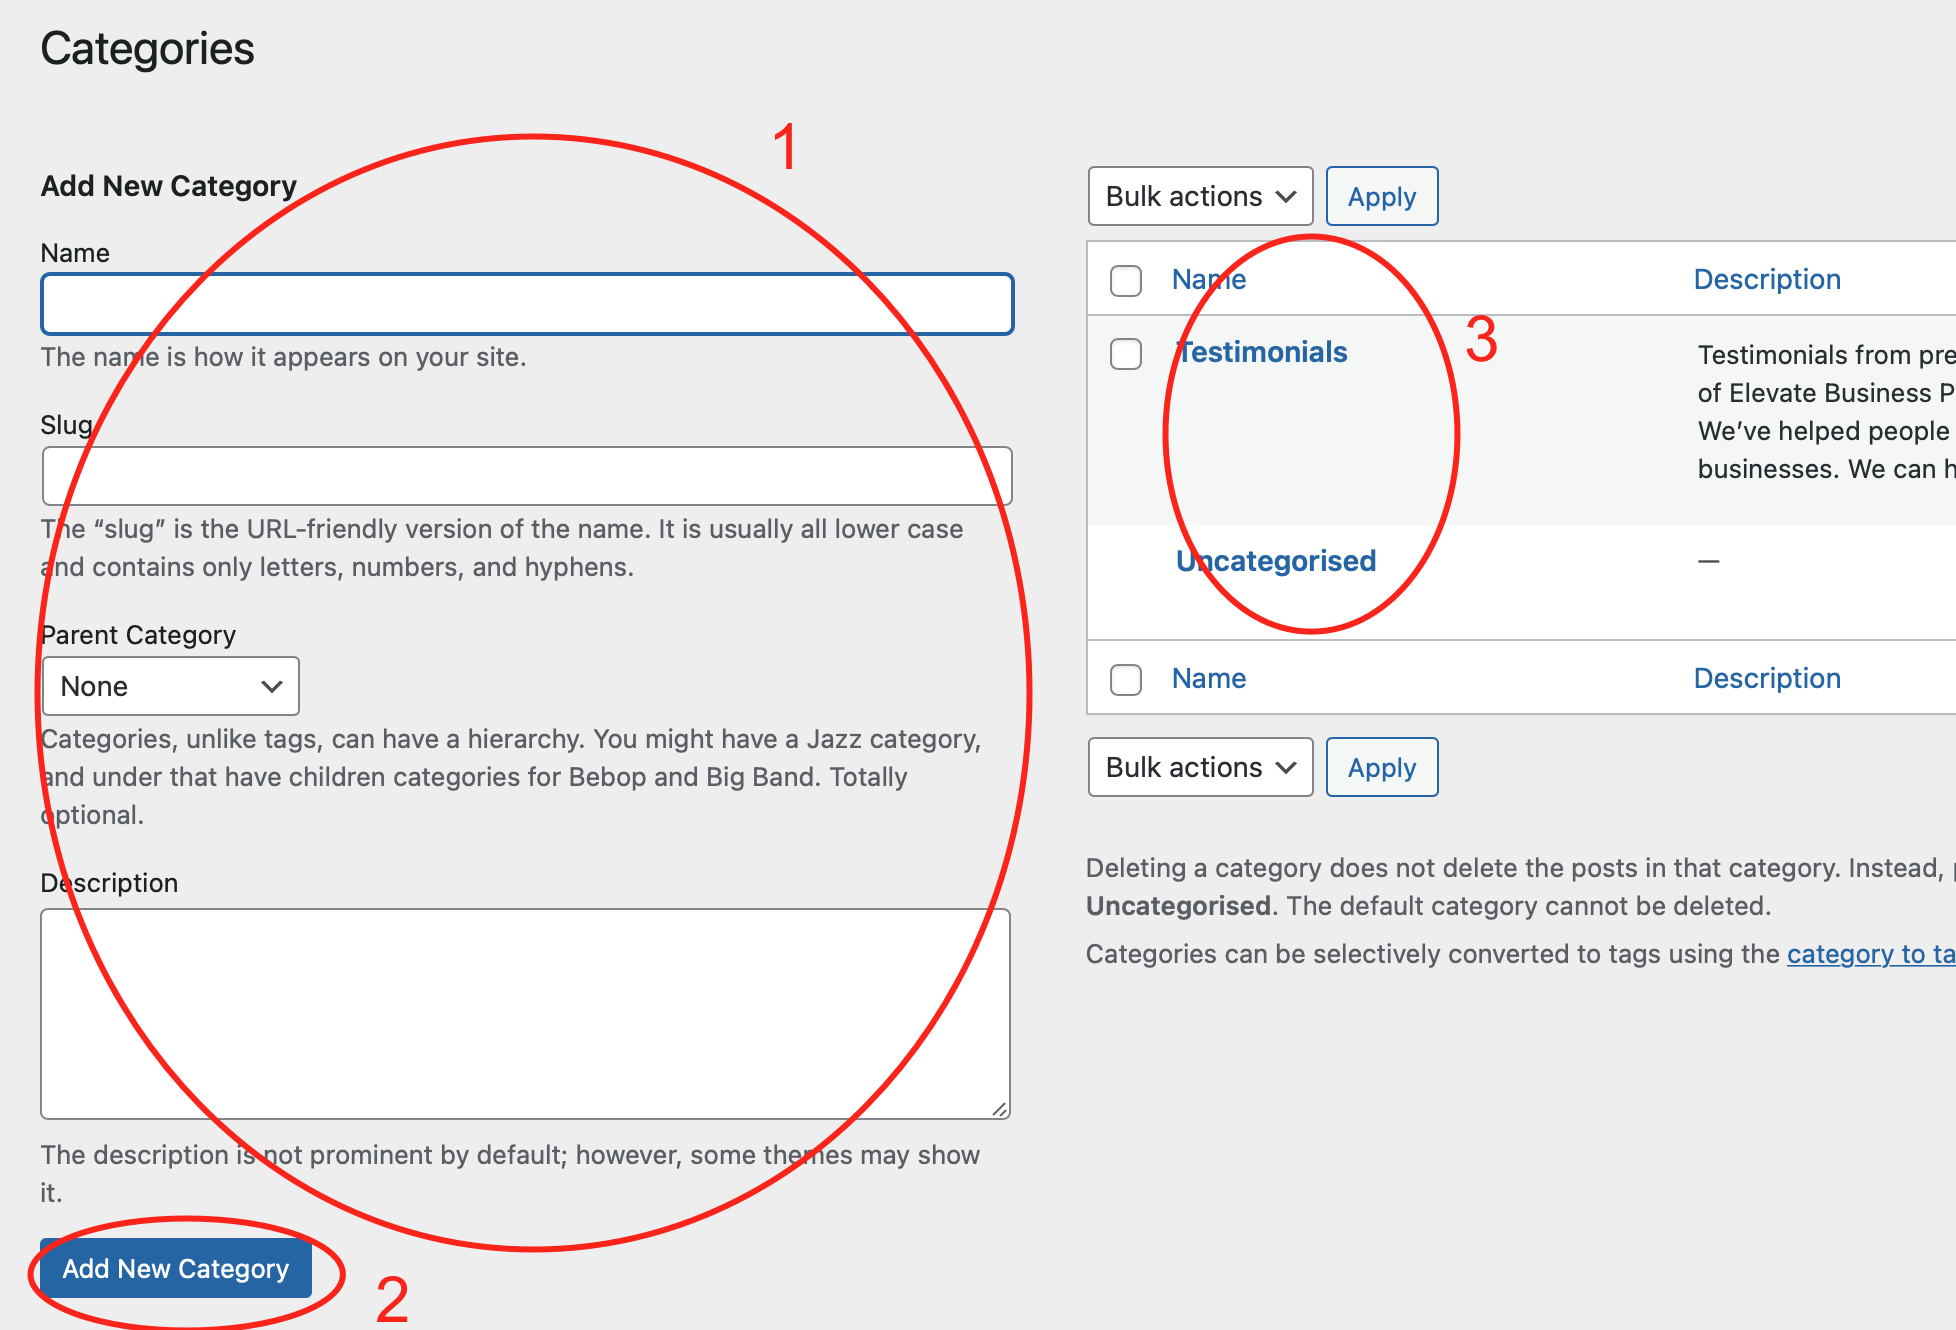 Categories
1
Add New Category
Name
The name is how it appears on your site.
Slug
The “slug” is the URL-friendly version of the name. It is usually all lower case
and contains only letters, numbers, and hyphens.
Parent Category
None
Categories, unlike tags, can have a hierarchy. You might have a Jazz category,
and under that have children categories for Bebop and Big Band. Totally
optional.
Description
The description is not prominent by default; however, some themes may show
it.
Add New Category
2
Bulk actions Apply
Name Description
3
Testimonials
Testimonials from pre
of Elevate Business P
We’ve helped people
businesses. We can h
Uncategorised —
Name Description
Bulk actions Apply
Deleting a category does not delete the posts in that category. Instead,
Uncategorised. The default category cannot be deleted.
Categories can be selectively converted to tags using the category to ta